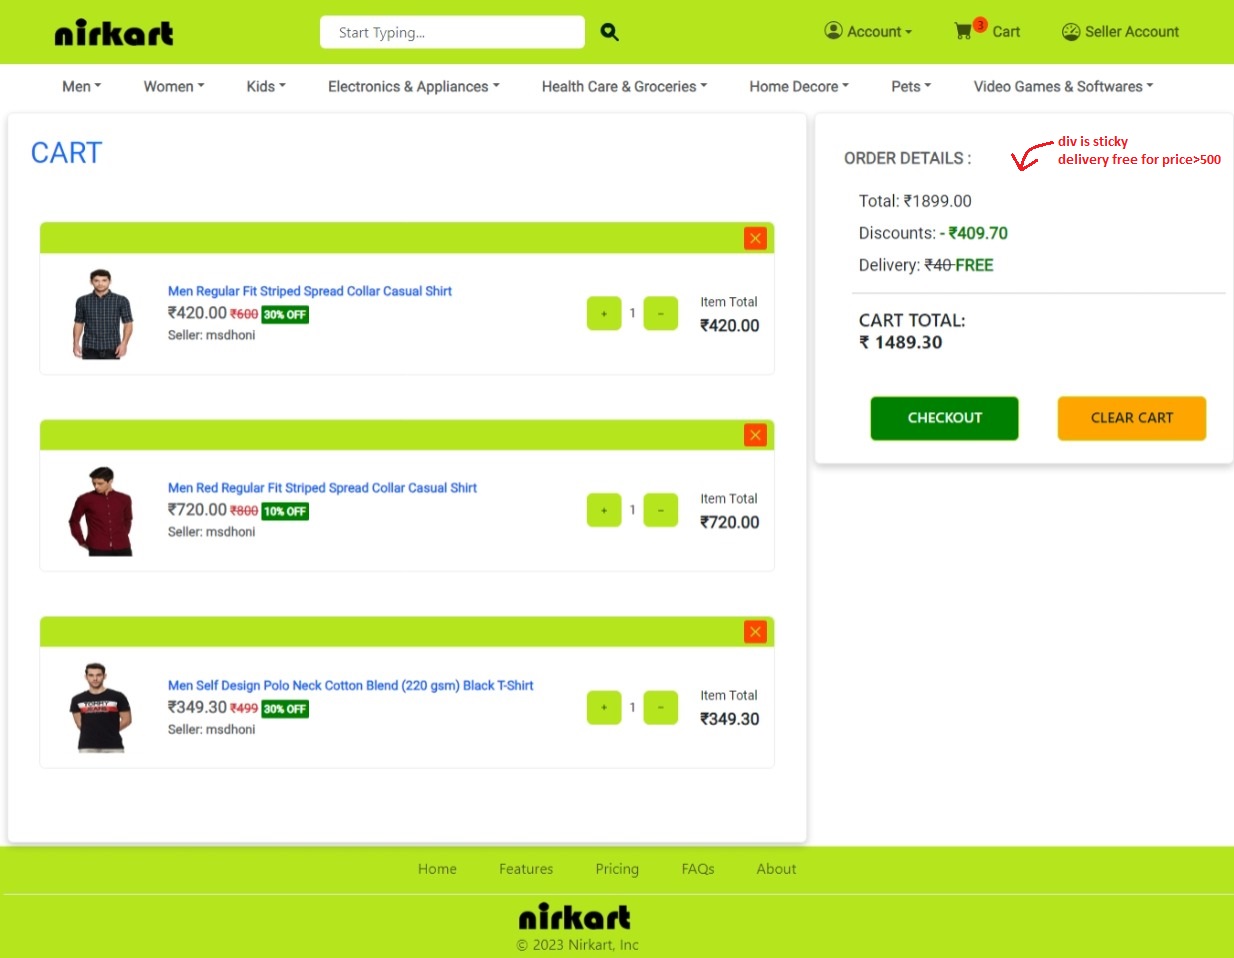 nirkart
Start Typing...
Account
3
Cart
Seller Account
Men
Women
Kids
Electronics & Appliances
Health Care & Groceries
Home Decore
Pets
Video Games & Softwares
CART
Men Regular Fit Striped Spread Collar Casual Shirt
₹420.00 ₹600 30% OFF
Seller: msdhoni
+ 1 -
Item Total
₹420.00
Men Red Regular Fit Striped Spread Collar Casual Shirt
₹720.00 ₹800 10% OFF
Seller: msdhoni
+ 1 -
Item Total
₹720.00
Men Self Design Polo Neck Cotton Blend (220 gsm) Black T-Shirt
₹349.30 ₹499 30% OFF
Seller: msdhoni
+ 1 -
Item Total
₹349.30
div is sticky
delivery free for price>500
ORDER DETAILS :
Total: ₹1899.00
Discounts: - ₹409.70
Delivery: ₹40 FREE
CART TOTAL:
₹ 1489.30
CHECKOUT
CLEAR CART
Home
Features
Pricing
FAQs
About
nirkart
© 2023 Nirkart, Inc